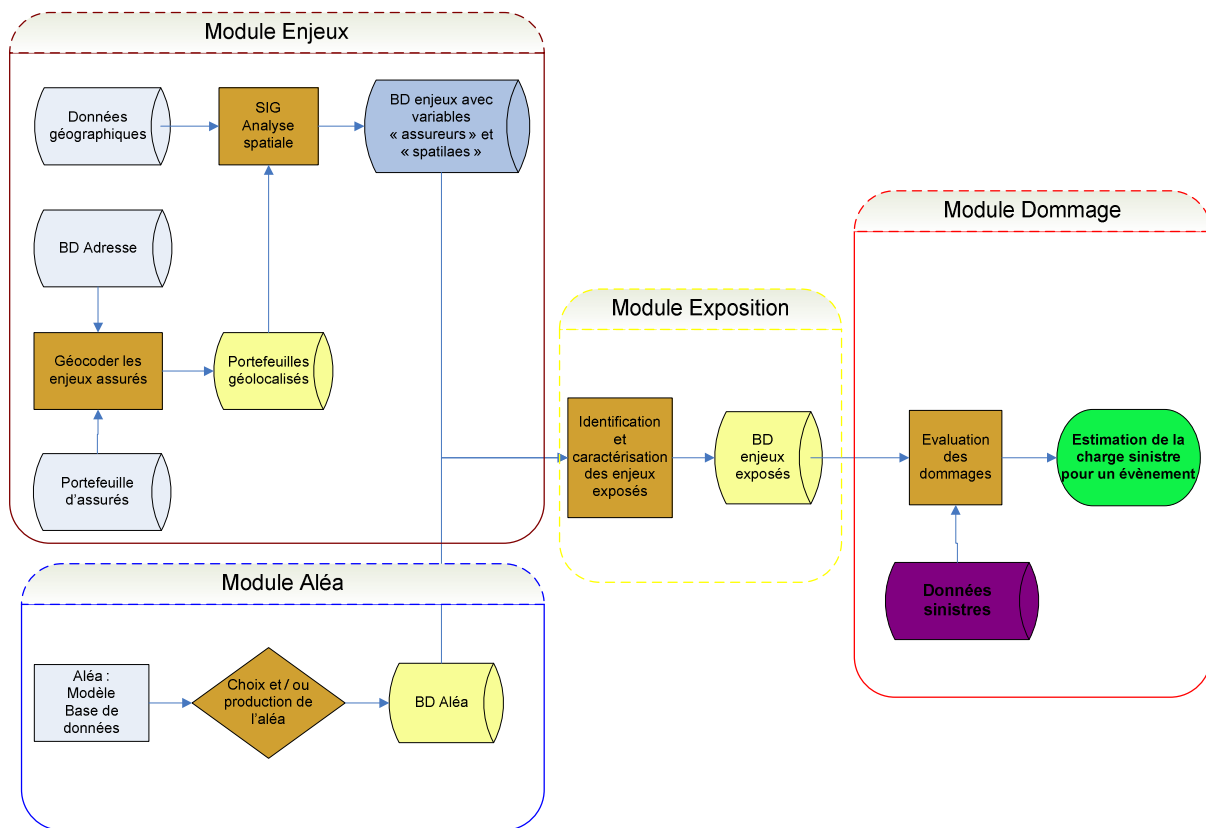 Module Enjeux
Données
géographiques
SIG
Analyse
spatiale
BD enjeux avec
variables
« assureurs » et
« spatilaes »
BD Adresse
Géocoder les
enjeux assurés
Portefeuilles
géolocalisés
Portefeuille
d’assurés
Module Aléa
Aléa :
Modèle
Base de
données
Choix et / ou
production de
l’aléa
BD Aléa
Module Exposition
Identification
et
caractérisation
des enjeux
exposés
BD
enjeux
exposés
Module Dommage
Evaluation
des
dommages
Estimation de la
charge sinistre
pour un évènement
Données
sinistres